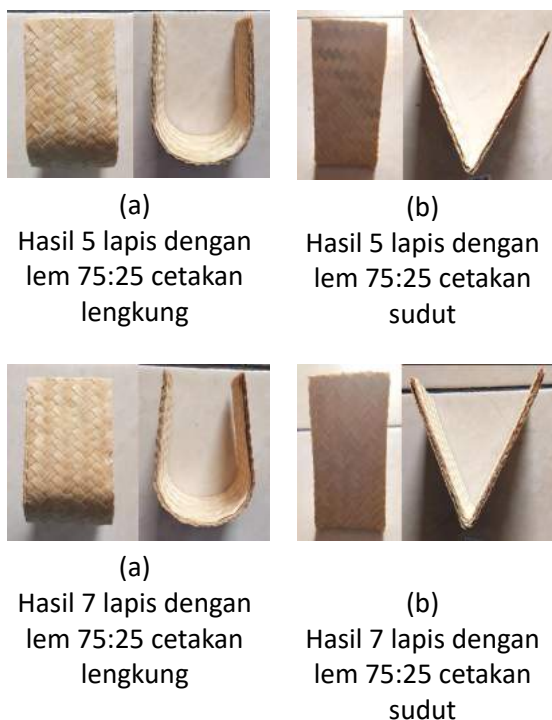 (a)
Hasil 5 lapis dengan
lem 75:25 cetakan
lengkung
(b)
Hasil 5 lapis dengan
lem 75:25 cetakan
sudut
(a)
Hasil 7 lapis dengan
lem 75:25 cetakan
lengkung
(b)
Hasil 7 lapis dengan
lem 75:25 cetakan
sudut